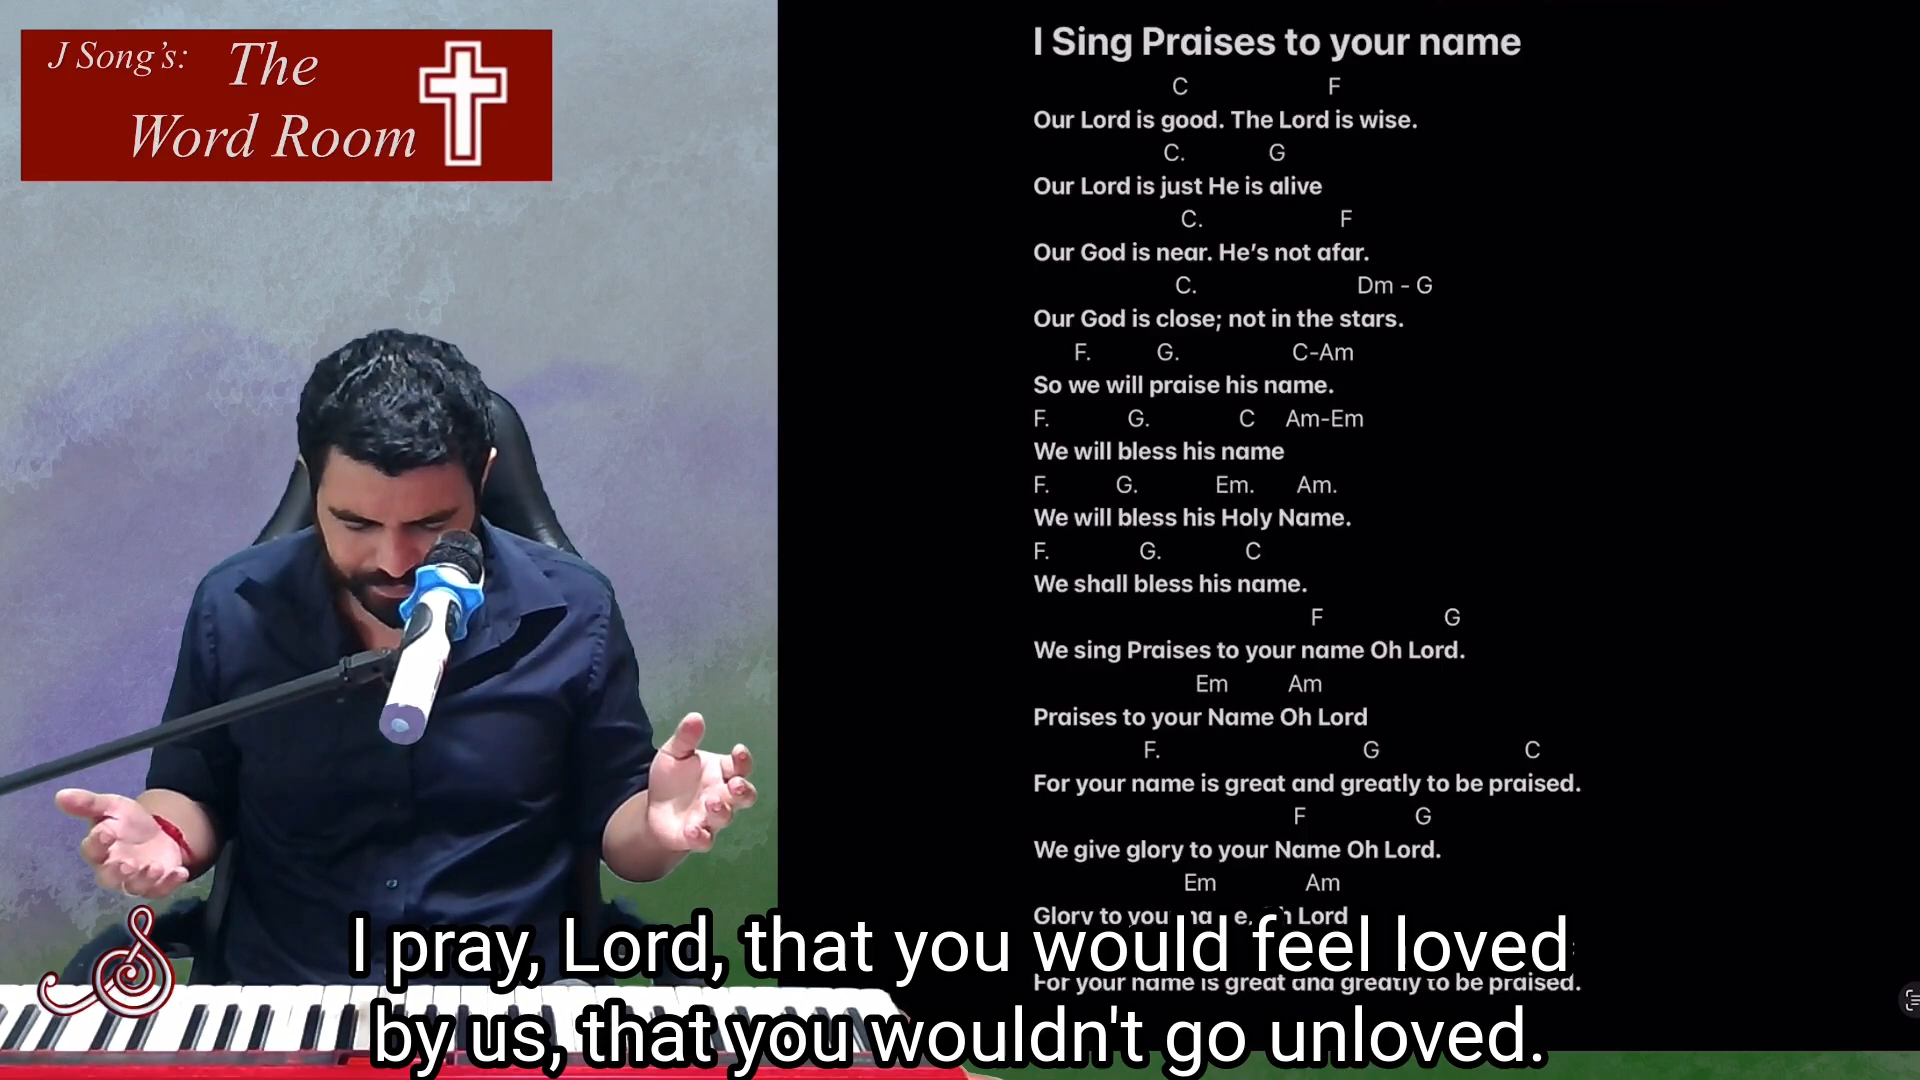 J Song's: The
Word Room
I Sing Praises to your name
C F
Our Lord is good. The Lord is wise.
C. G
Our Lord is just He is alive
C. F
Our God is near. He's not afar.
C. Dm - G
Our God is close; not in the stars.
F. G. C-Am
So we will praise his name.
F. G. C Am-Em
We will bless his name
F. G. Em. Am.
We will bless his Holy Name.
F. G. C
We shall bless his name.
F G
We sing Praises to your name Oh Lord.
Em Am
Praises to your Name Oh Lord
F. G C
For your name is great and greatly to be praised.
F G
We give glory to your Name Oh Lord.
Em Am
Glory to your Lord
For your name is great and greatly to be praised.
I pray, Lord, that you would feel loved
by us, that you wouldn't go unloved.